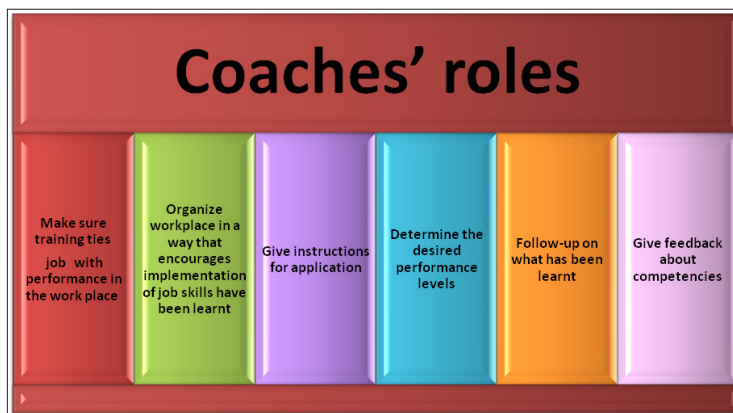 Coaches’ roles
Make sure
training ties
job with
performance in
the work place
Organize
workplace in a
way that
encourages
implementation
of job skills have
been learnt
Give instructions
for application
Determine the
desired
performance
levels
Follow-up on
what has been
learnt
Give feedback
about
competencies